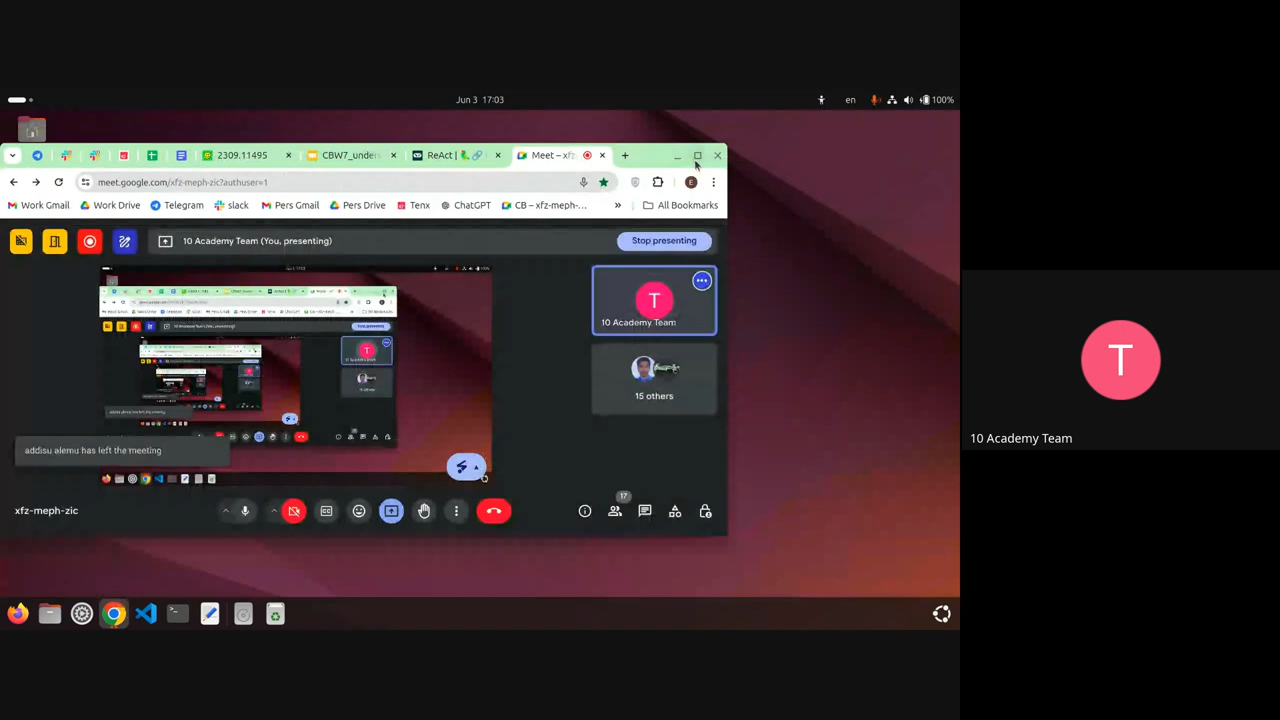 Jun 3 17:03
en
100%
2309.11495
CBW7_unders
ReAct |
Meet – xfz
meet.google.com/xfz-meph-zic?authuser=1
Work Gmail
Work Drive
Telegram
slack
Pers Gmail
Pers Drive
Tenx
ChatGPT
CB – xfz-meph-...
»
All Bookmarks
10 Academy Team (You, presenting)
Stop presenting
T
10 Academy Team
15 others
addisu alemu has left the meeting
xfz-meph-zic
17
T
10 Academy Team